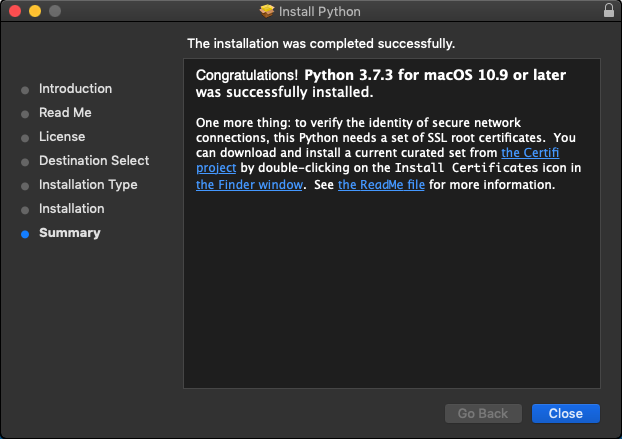 Install Python
The installation was completed successfully.
Introduction
Read Me
License
Destination Select
Installation Type
Installation
Summary
Congratulations! Python 3.7.3 for macOS 10.9 or later
was successfully installed.
One more thing: to verify the identity of secure network
connections, this Python needs a set of SSL root certificates.  You
can download and install a current curated set from the Certifi
project by double-clicking on the Install Certificates icon in
the Finder window.  See the ReadMe file for more information.
Go Back
Close